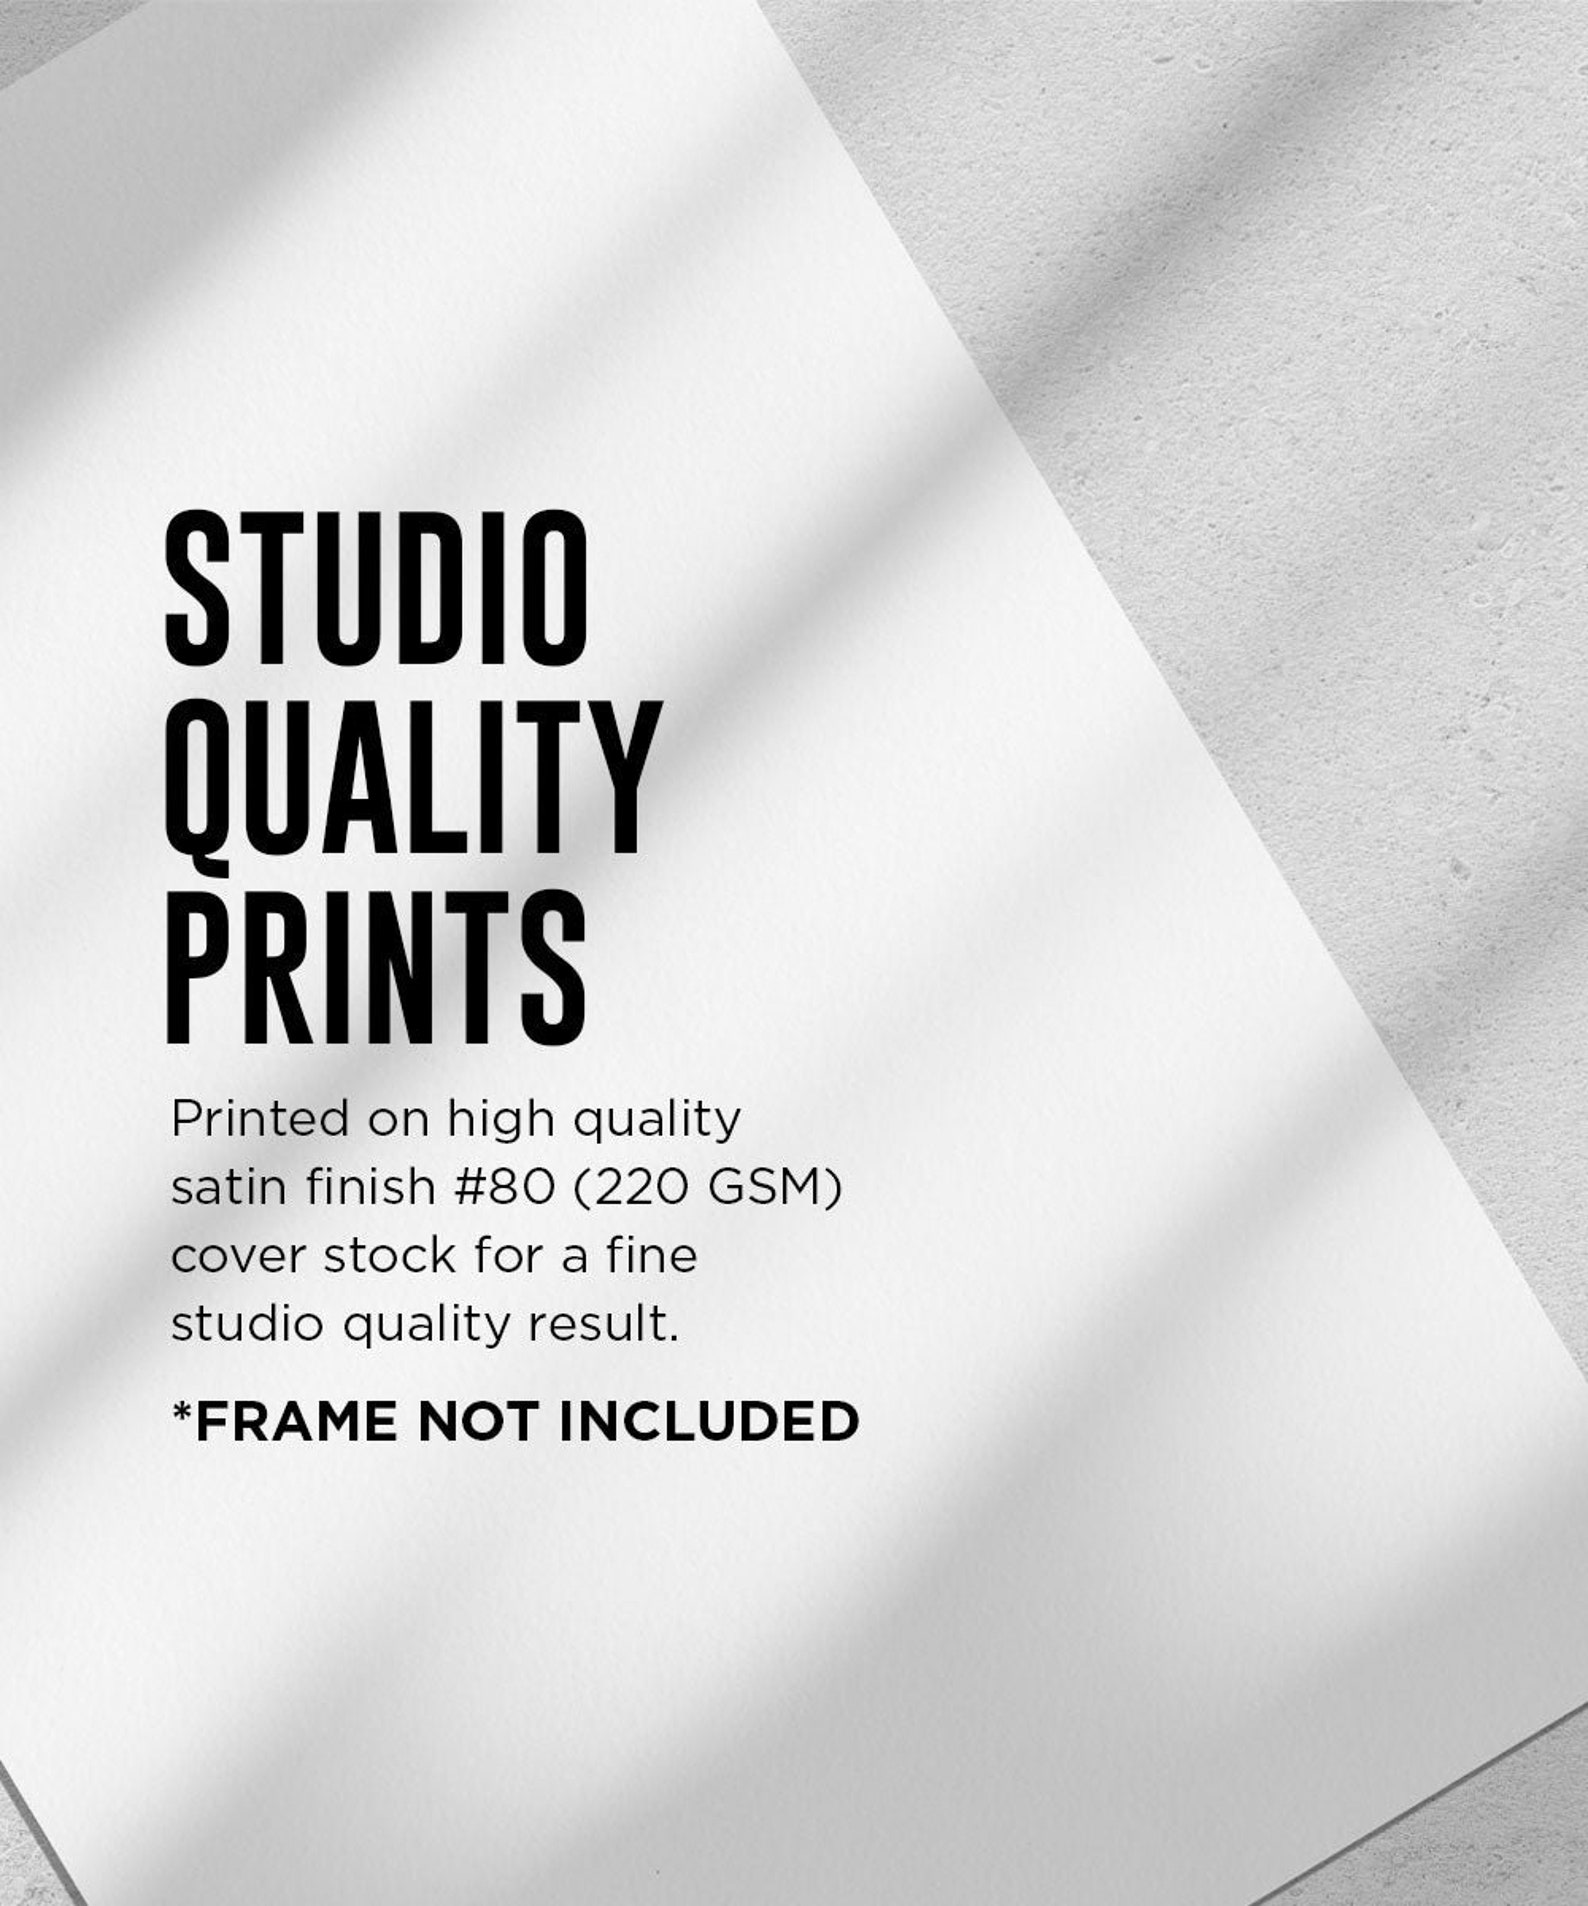 STUDIO
QUALITY
PRINTS
Printed on high quality
satin finish #80 (220 GSM)
cover stock for a fine
studio quality result.
*FRAME NOT INCLUDED